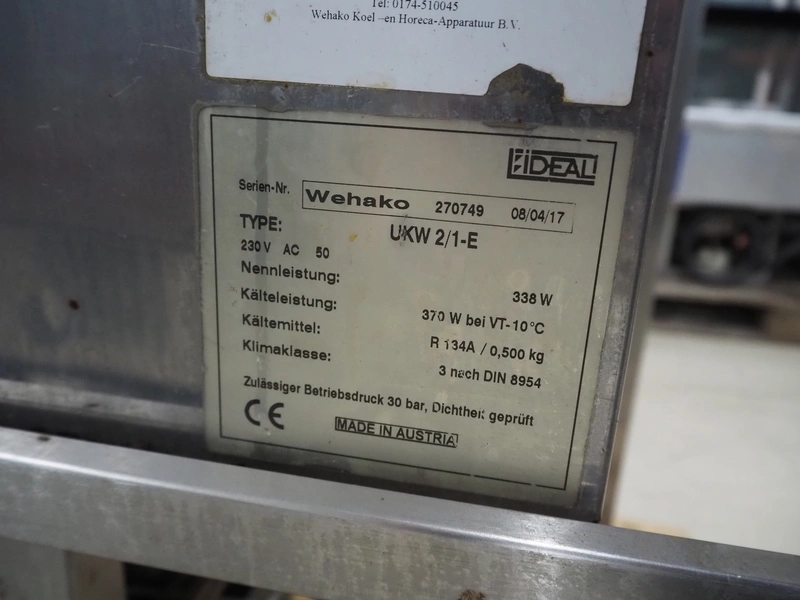 Tel: 0174-510045
Wehako Koel –en Horeca-Apparatuur B.V.
IDEAL
Serien-Nr. Wehako 270749 08/04/17
TYPE: UKW 2/1-E
230 V AC 50
Nennleistung: 338 W
Kälteleistung: 370 W bei VT-10°C
Kältemittel: R 134A / 0,500 kg
Klimaklasse: 3 nach DIN 8954
Zulässiger Betriebsdruck 30 bar, Dichtheit geprüft
CE
MADE IN AUSTRIA